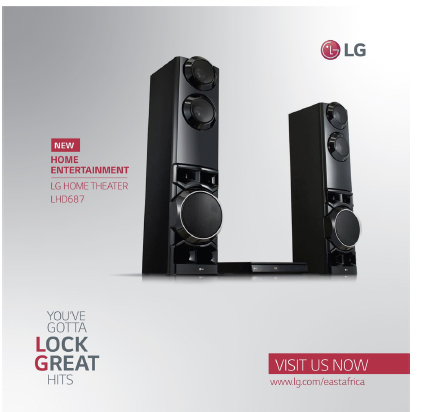 LG
NEW
HOME
ENTERTAINMENT
LG HOME THEATER
LHD687
YOU'VE
GOTTA
LOCK
GREAT
HITS
VISIT US NOW
www.lg.com/eastafrica